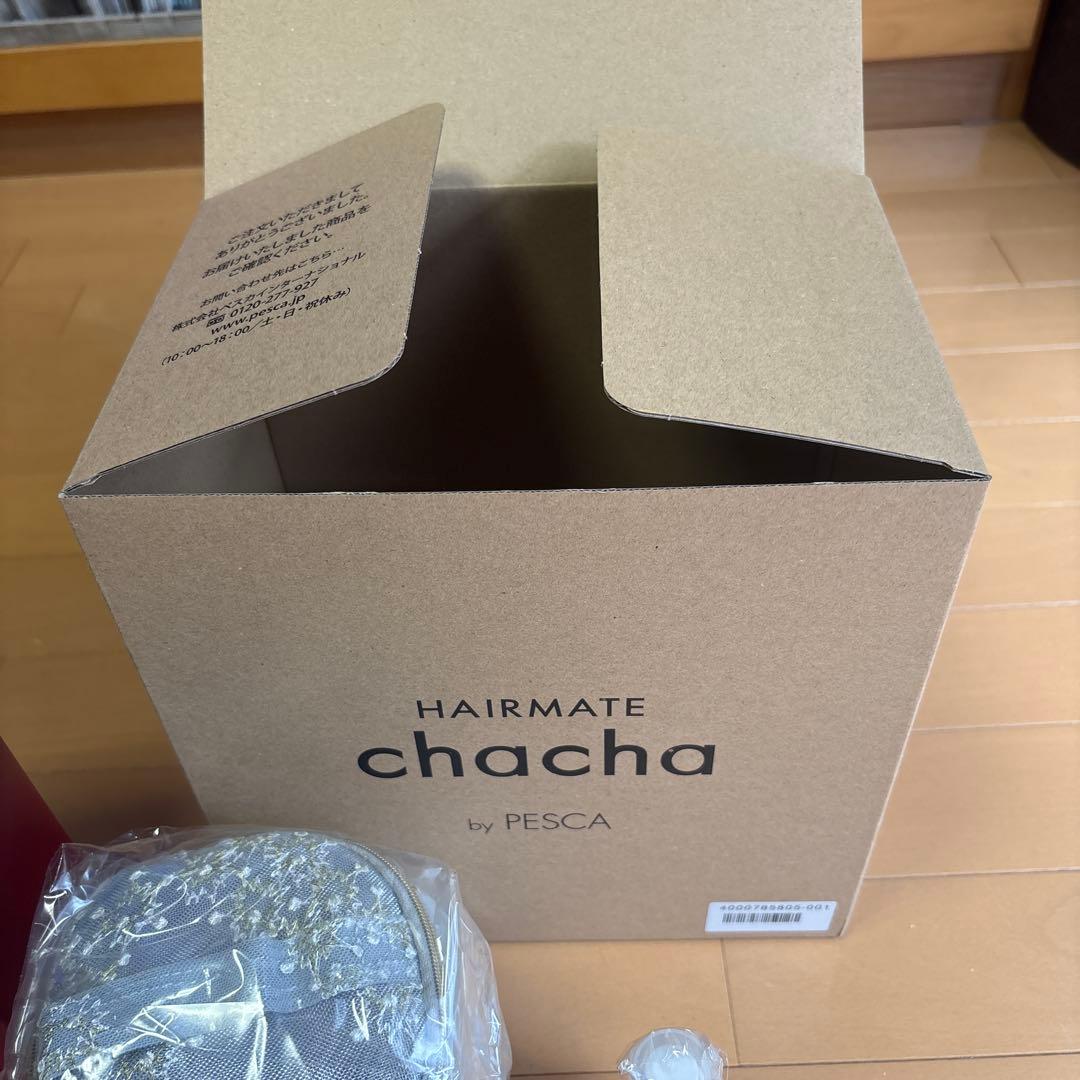 ご注文いただきまして
ありがとうございました。
お届けいたしました商品を
ご確認ください。
お問い合わせ先はこちら…
株式会社ペスカインターナショナル
0120-277-927
www.pesca.jp
(10:00〜18:00/土・日・祝休み)
HAIRMATE
chacha
by PESCA
4000785805-001